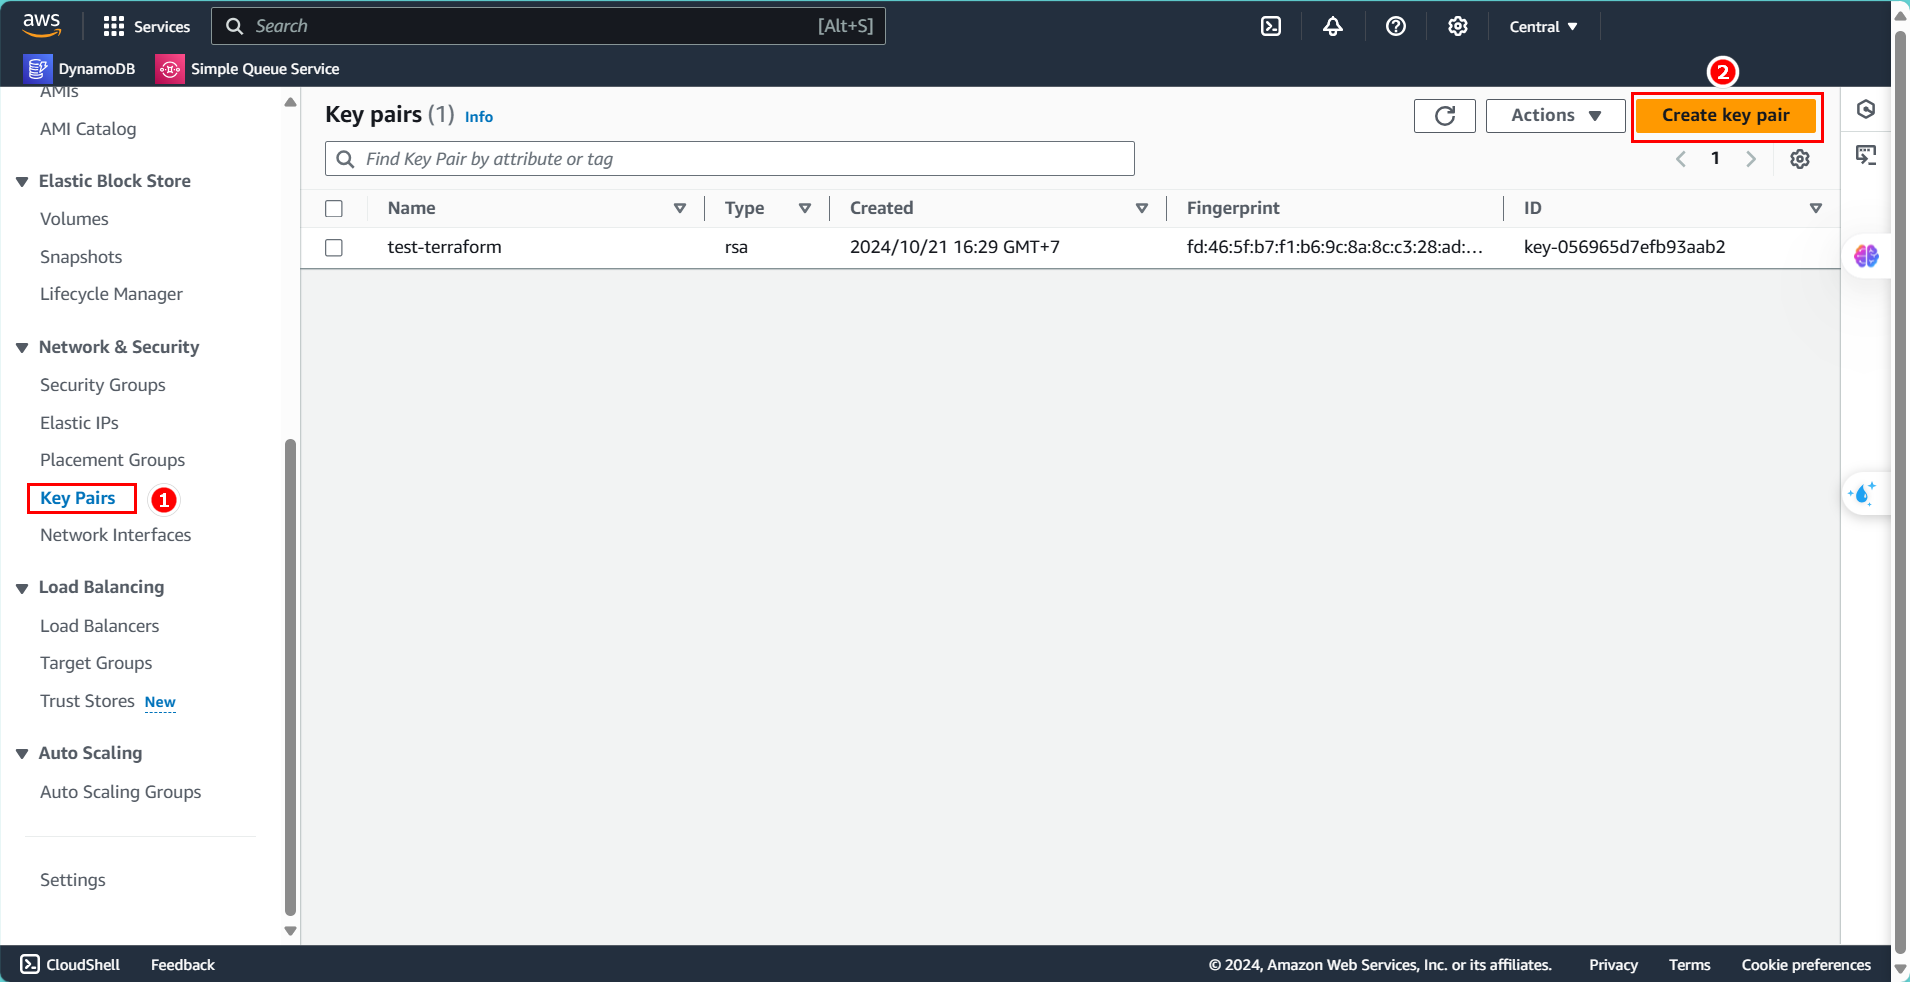 aws
Services
Search
[Alt+S]
Central
DynamoDB
Simple Queue Service
2
AMIs
AMI Catalog
Elastic Block Store
Volumes
Snapshots
Lifecycle Manager
Network & Security
Security Groups
Elastic IPs
Placement Groups
Key Pairs
1
Network Interfaces
Load Balancing
Load Balancers
Target Groups
Trust Stores New
Auto Scaling
Auto Scaling Groups
Settings
Key pairs (1) Info
Actions
Create key pair
Find Key Pair by attribute or tag
1
Name Type Created Fingerprint ID
test-terraform rsa 2024/10/21 16:29 GMT+7 fd:46:5f:b7:f1:b6:9c:8a:8c:c3:28:ad:... key-056965d7efb93aab2
CloudShell Feedback © 2024, Amazon Web Services, Inc. or its affiliates. Privacy Terms Cookie preferences